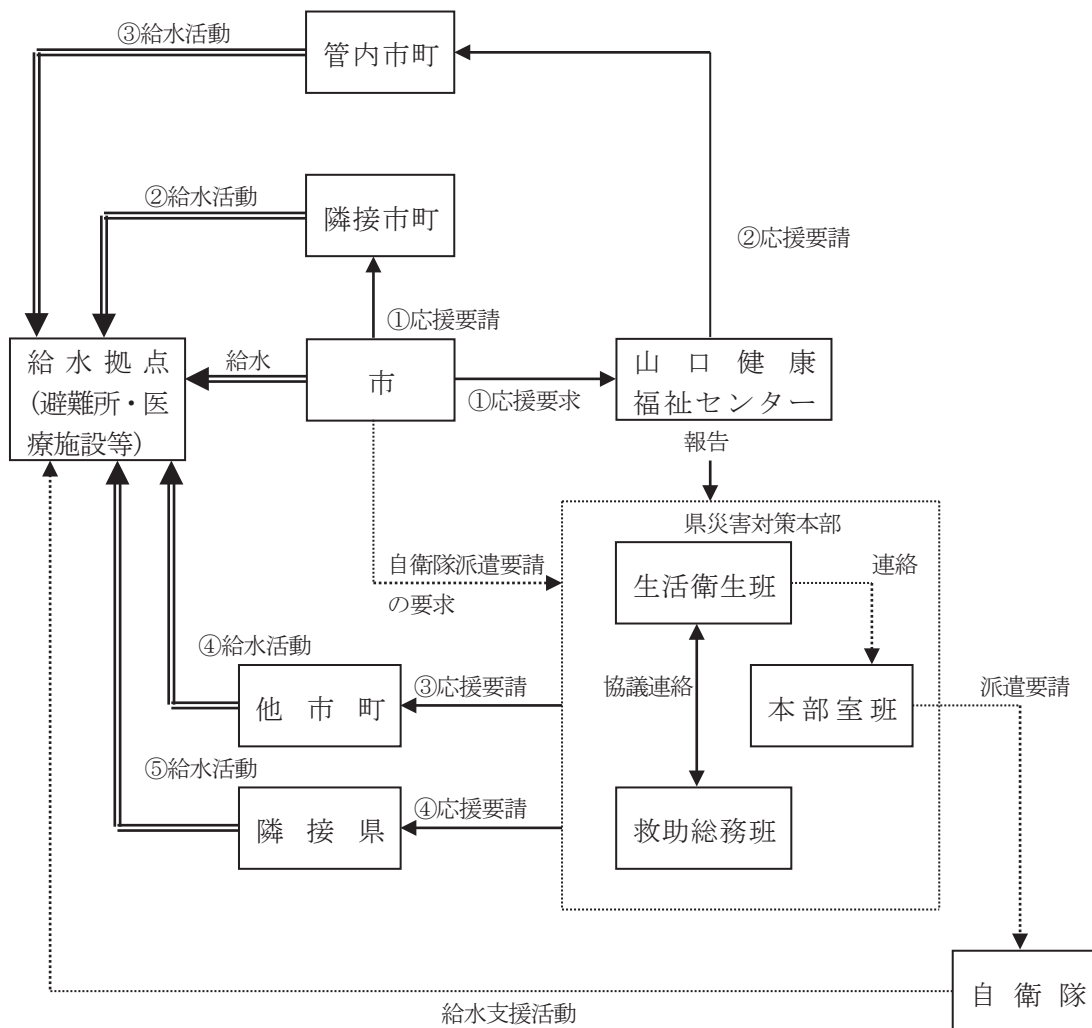 ③給水活動
管内市町
②給水活動
隣接市町
②応援要請
①応援要請
給水拠点
(避難所・医
療施設等)
給水
市
①応援要求
山口健康
福祉センター
報告
県災害対策本部
自衛隊派遣要請
の要求
生活衛生班
連絡
④給水活動
他市町
③応援要請
協議連絡
本部室班
派遣要請
⑤給水活動
隣接県
④応援要請
救助総務班
自衛隊
給水支援活動